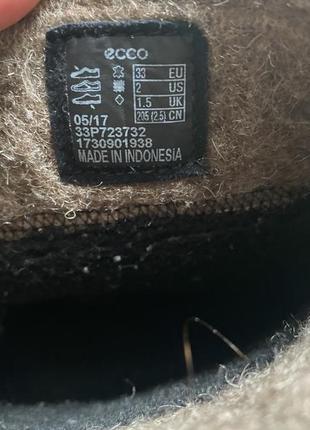 ecco
33 EU
2 US
1.5 UK
205 (2.5) CN
05/17
33P723732
1730901938
MADE IN INDONESIA